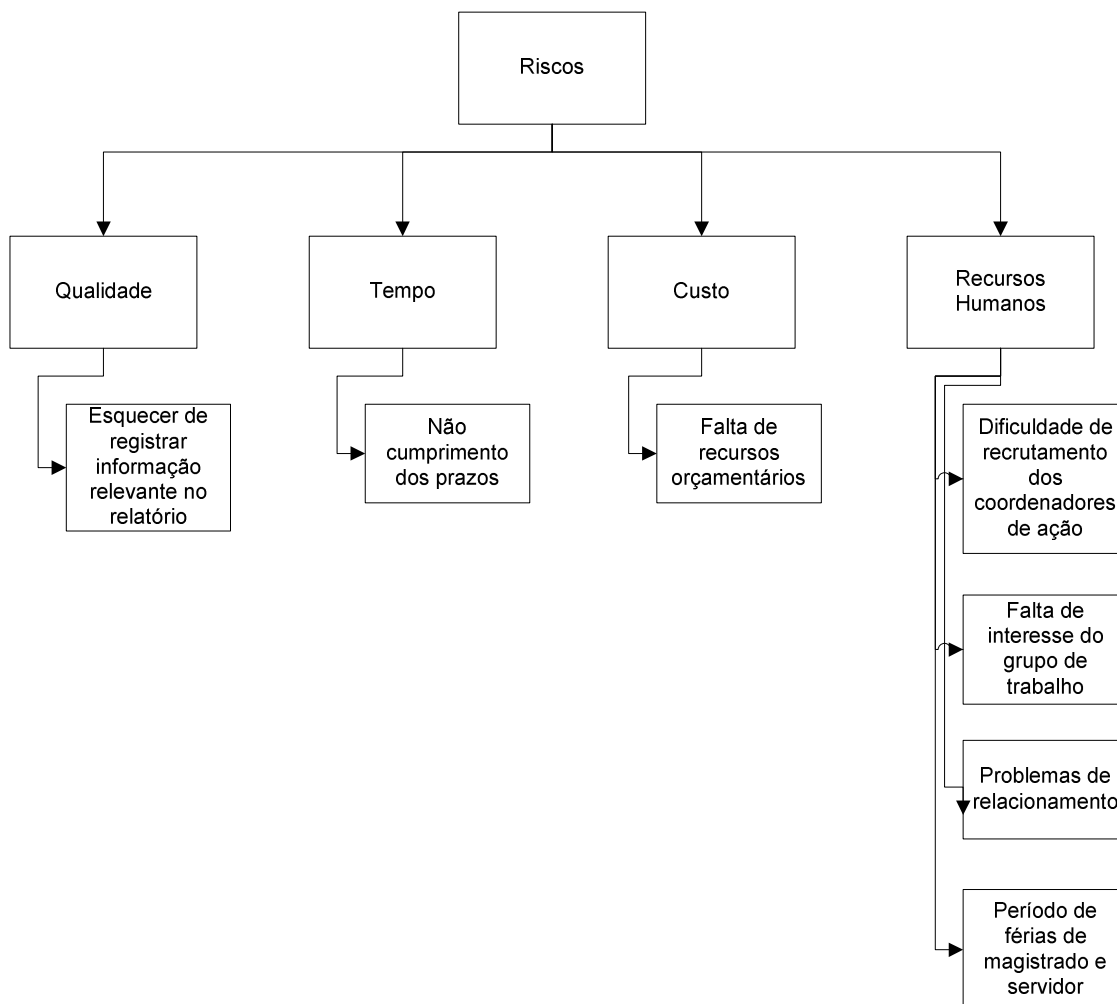 Riscos
Qualidade
Tempo
Custo
Recursos
Humanos
Esquecer de
registrar
informação
relevante no
relatório
Não
cumprimento
dos prazos
Falta de
recursos
orçamentários
Dificuldade de
recrutamento
dos
coordenadores
de ação
Falta de
interesse do
grupo de
trabalho
Problemas de
relacionamento
Período de
férias de
magistrado e
servidor